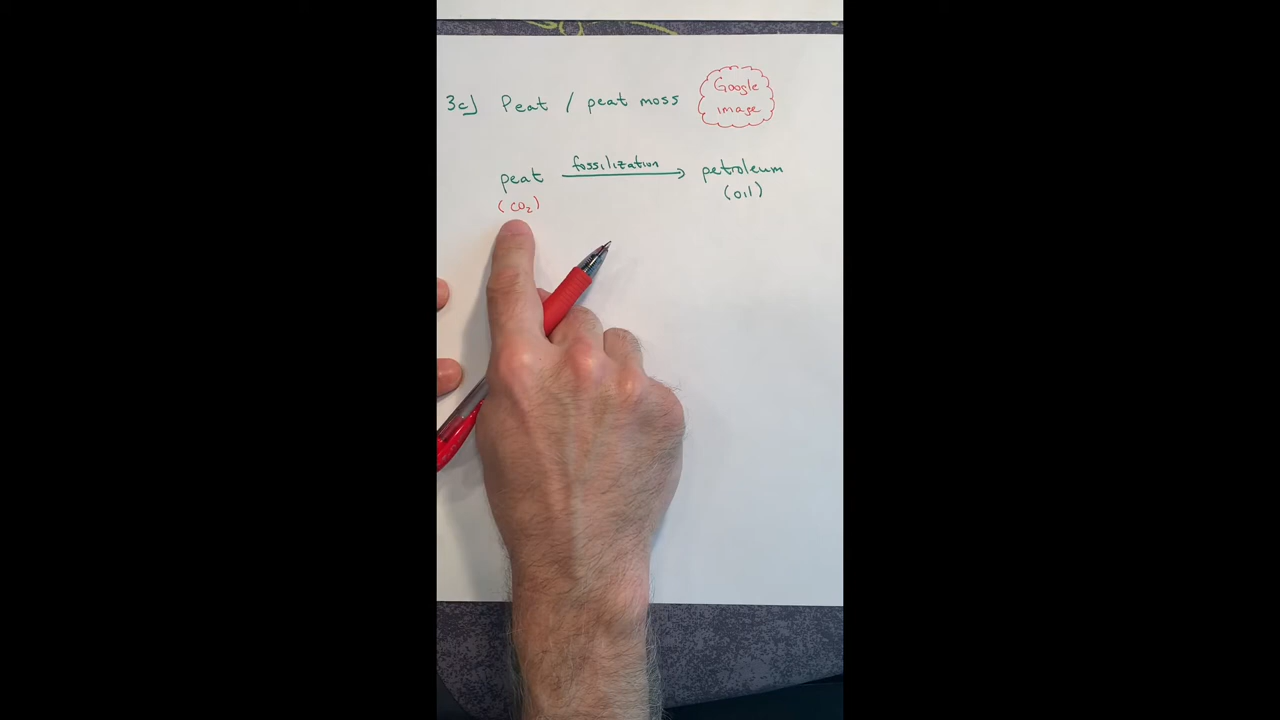 3c) Peat / peat moss
Google
image
peat fossilization petroleum
(CO₂) (oil)